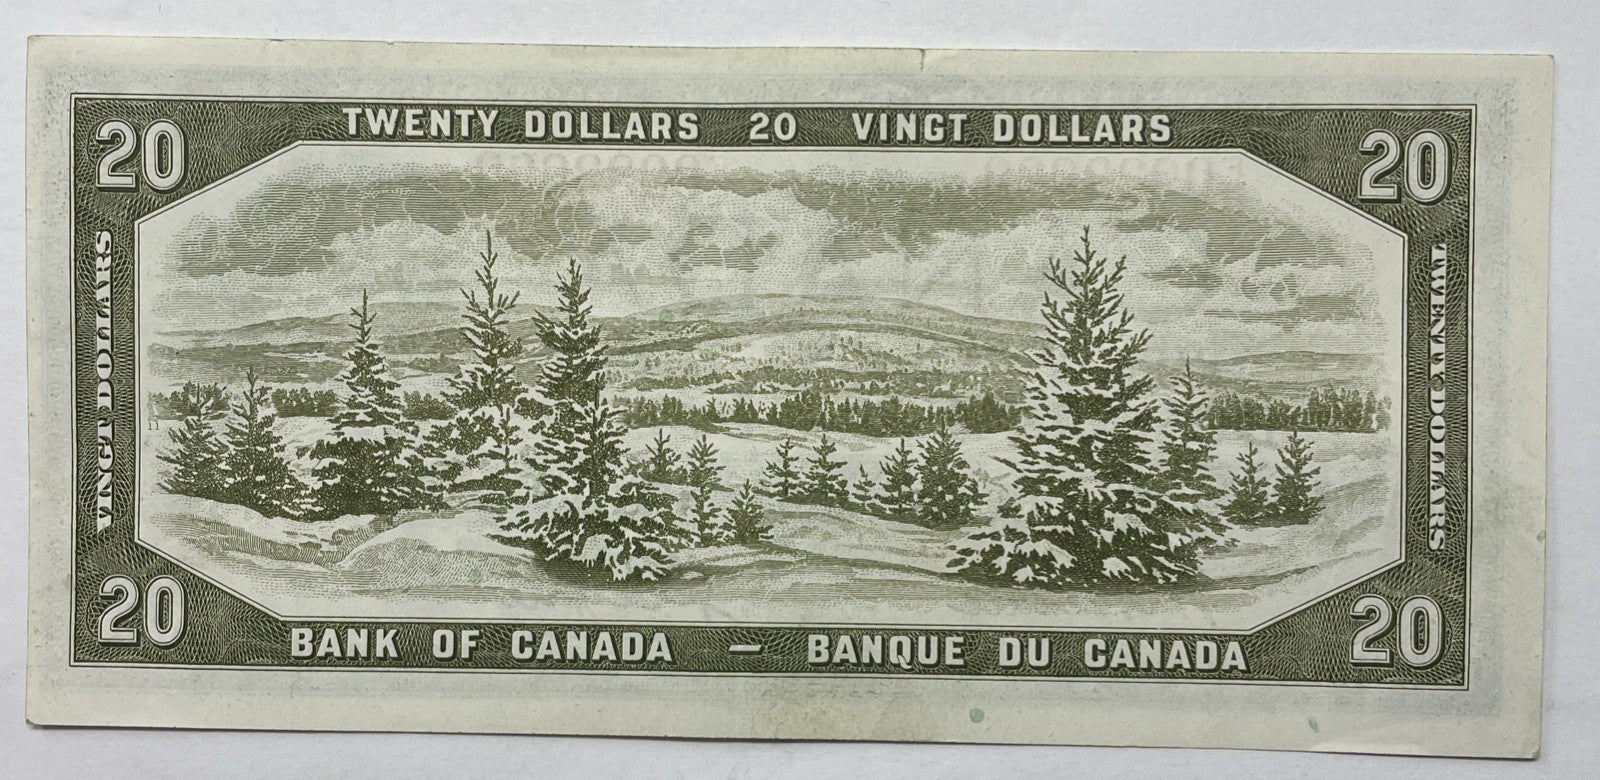 20
TWENTY DOLLARS 20 VINGT DOLLARS
20
VINGT DOLLARS
TWENTY DOLLARS
20
BANK OF CANADA — BANQUE DU CANADA
20